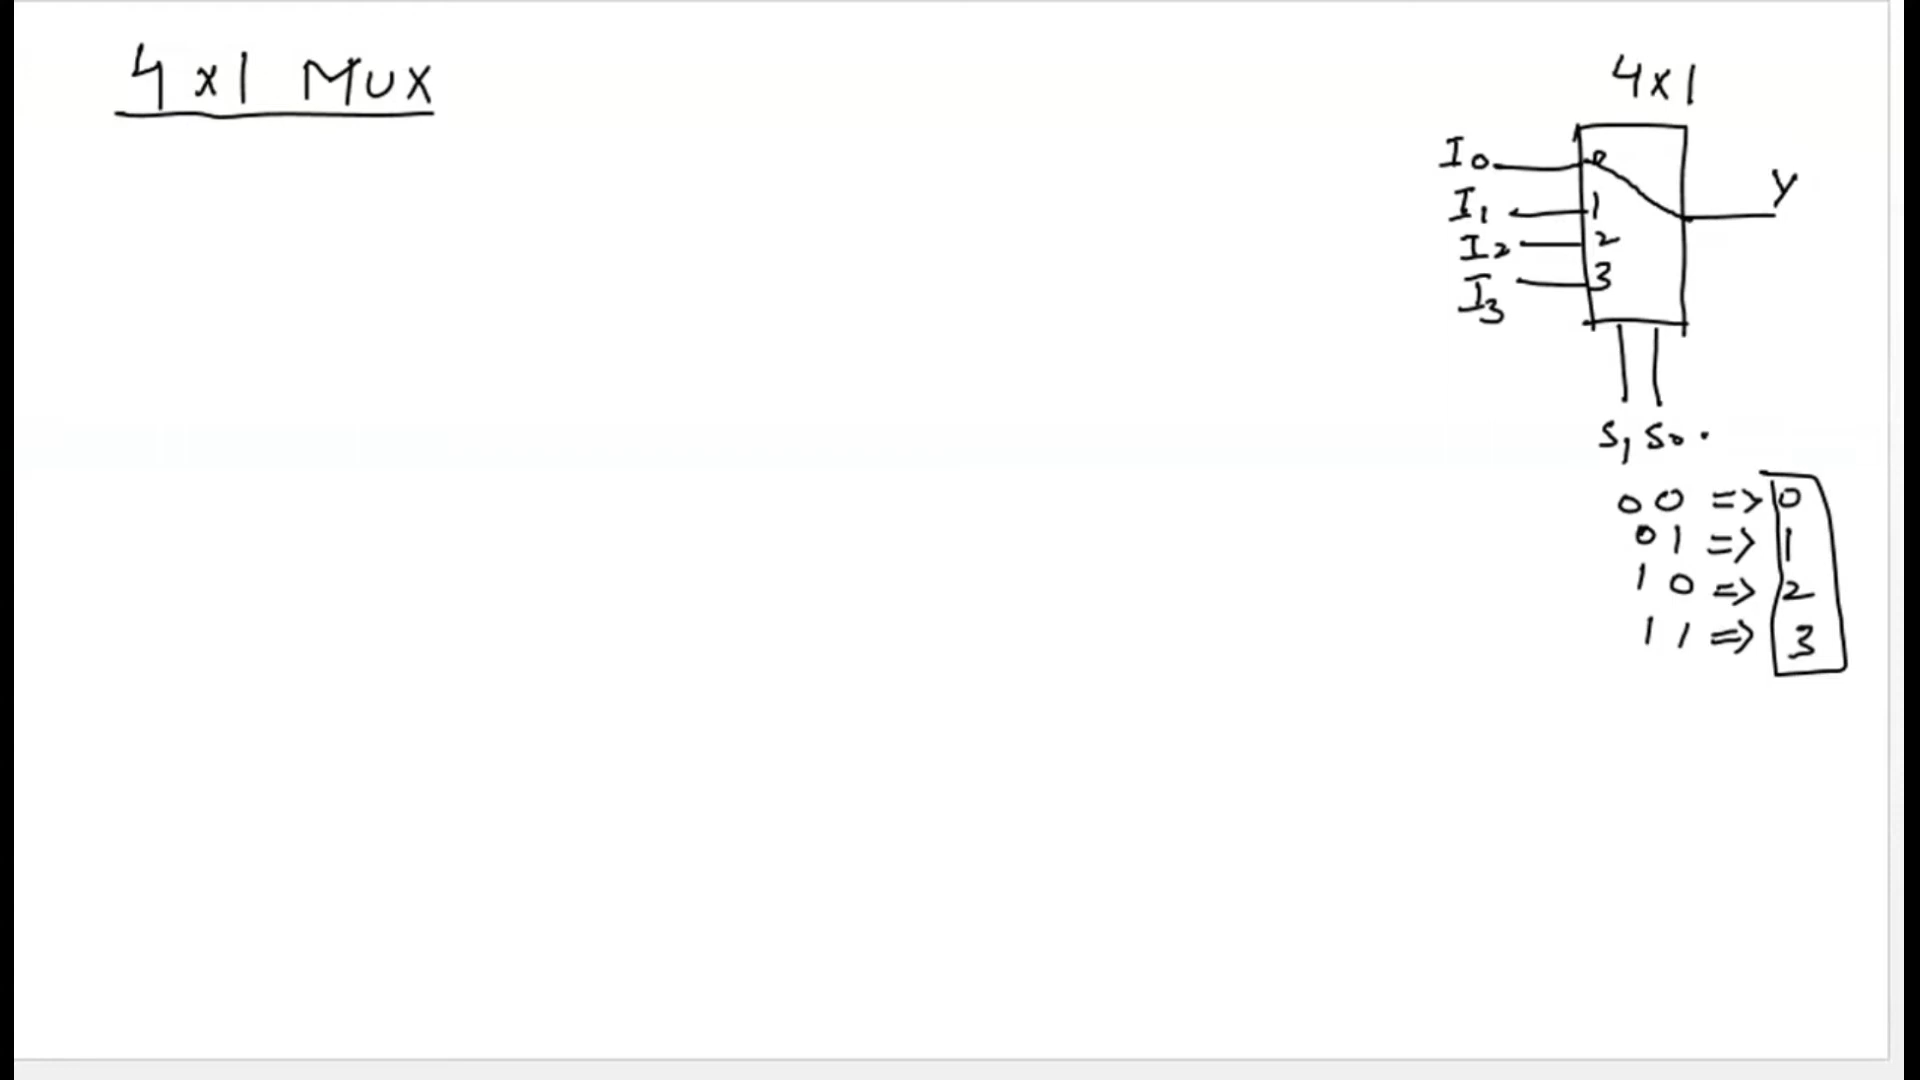 4x1 MUX
4x1
I0 0
I1 1 Y
I2 2
I3 3
S1 S0
0 0 => 0
0 1 => 1
1 0 => 2
1 1 => 3